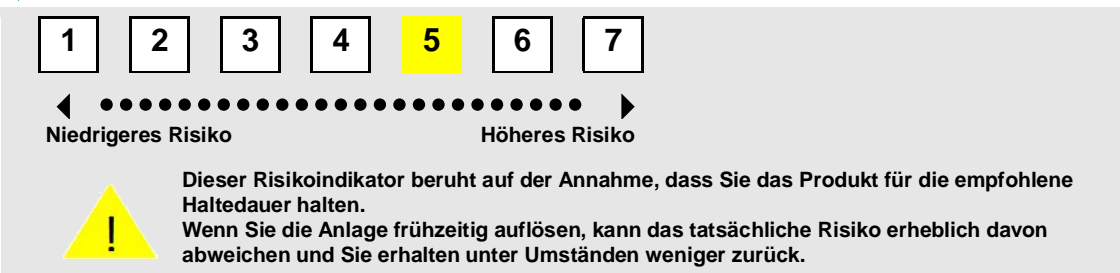 1 2 3 4 5 6 7
Niedrigeres Risiko Höheres Risiko
Dieser Risikoindikator beruht auf der Annahme, dass Sie das Produkt für die empfohlene
Haltedauer halten.
! Wenn Sie die Anlage frühzeitig auflösen, kann das tatsächliche Risiko erheblich davon
abweichen und Sie erhalten unter Umständen weniger zurück.